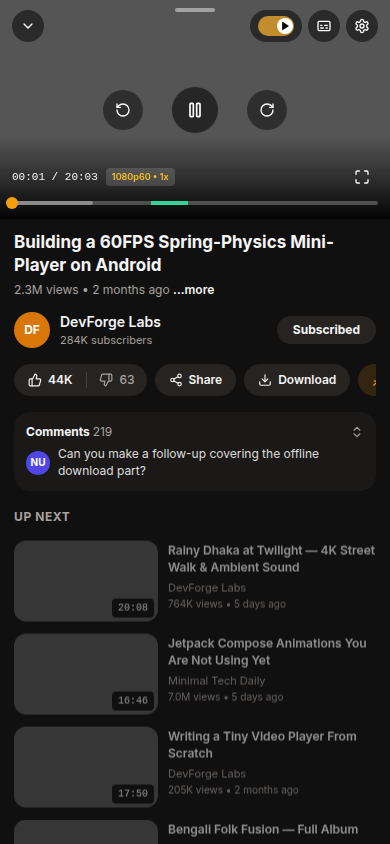 00:01 / 20:03
1080p60 • 1x
Building a 60FPS Spring-Physics Mini-
Player on Android
2.3M views • 2 months ago ...more
DF
DevForge Labs
284K subscribers
Subscribed
44K
63
Share
Download
Comments 219
NU
Can you make a follow-up covering the offline
download part?
UP NEXT
20:08
Rainy Dhaka at Twilight — 4K Street
Walk & Ambient Sound
DevForge Labs
764K views • 5 days ago
16:46
Jetpack Compose Animations You
Are Not Using Yet
Minimal Tech Daily
7.0M views • 5 days ago
17:50
Writing a Tiny Video Player From
Scratch
DevForge Labs
205K views • 2 months ago
Bengali Folk Fusion — Full Album